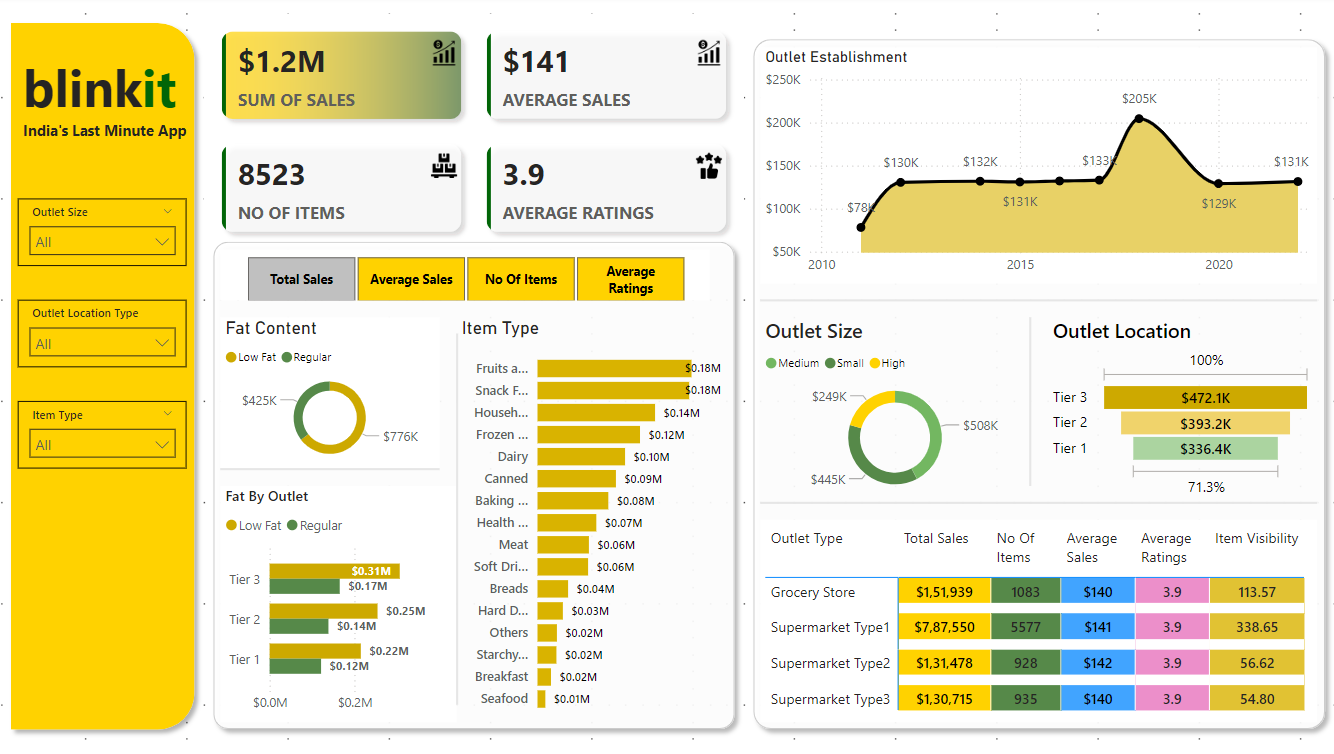 blinkit
India's Last Minute App
Outlet Size
All
Outlet Location Type
All
Item Type
All
$1.2M
SUM OF SALES
$141
AVERAGE SALES
8523
NO OF ITEMS
3.9
AVERAGE RATINGS
Total Sales
Average Sales
No Of Items
Average
Ratings
Fat Content
Low Fat Regular
$425K
$776K
Fat By Outlet
Low Fat Regular
Tier 3 $0.31M
$0.17M
Tier 2 $0.25M
$0.14M
Tier 1 $0.22M
$0.12M
$0.0M $0.2M
Item Type
Fruits a... $0.18M
Snack F... $0.18M
Househ... $0.14M
Frozen ... $0.12M
Dairy $0.10M
Canned $0.09M
Baking ... $0.08M
Health ... $0.07M
Meat $0.06M
Soft Dri... $0.06M
Breads $0.04M
Hard D... $0.03M
Others $0.02M
Starchy... $0.02M
Breakfast $0.02M
Seafood $0.01M
Outlet Establishment
$250K
$200K
$150K
$100K
$50K
$78K
$130K
$132K
$131K
$133K
$205K
$129K
$131K
2010 2015 2020
Outlet Size
Medium Small High
$249K
$508K
$445K
Outlet Location
100%
Tier 3 $472.1K
Tier 2 $393.2K
Tier 1 $336.4K
71.3%
Outlet Type Total Sales No Of Items Average Sales Average Ratings Item Visibility
Grocery Store $1,51,939 1083 $140 3.9 113.57
Supermarket Type1 $7,87,550 5577 $141 3.9 338.65
Supermarket Type2 $1,31,478 928 $142 3.9 56.62
Supermarket Type3 $1,30,715 935 $140 3.9 54.80